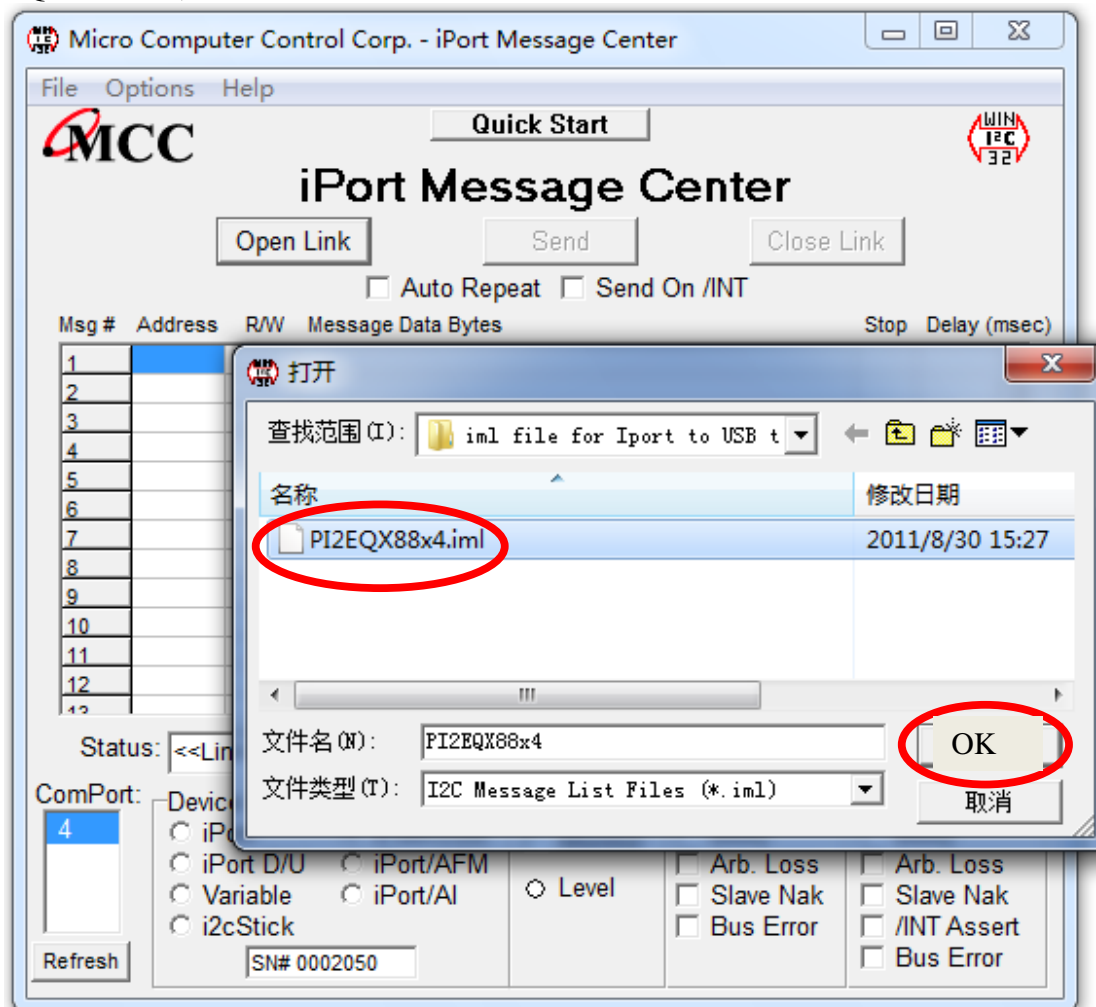 Micro Computer Control Corp. - iPort Message Center
File Options Help
MCC
Quick Start
WIN
I²C
32
iPort Message Center
Open Link Send Close Link
Auto Repeat Send On /INT
Msg # Address R/W Message Data Bytes Stop Delay (msec)
1
2
3
4
5
6
7
8
9
10
11
12
13
打开
查找范围(I): iml file for Iport to USB t
名称 修改日期
PI2EQX88x4.iml 2011/8/30 15:27
文件名(N): PI2EQX88x4 OK
文件类型(T): I2C Message List Files (*.iml) 取消
Status: <<Lin
ComPort: Devic
4
iPo
iPort D/U iPort/AFM Arb. Loss Arb. Loss
Variable iPort/AI Level Slave Nak Slave Nak
i2cStick Bus Error /INT Assert
Refresh SN# 0002050 Bus Error